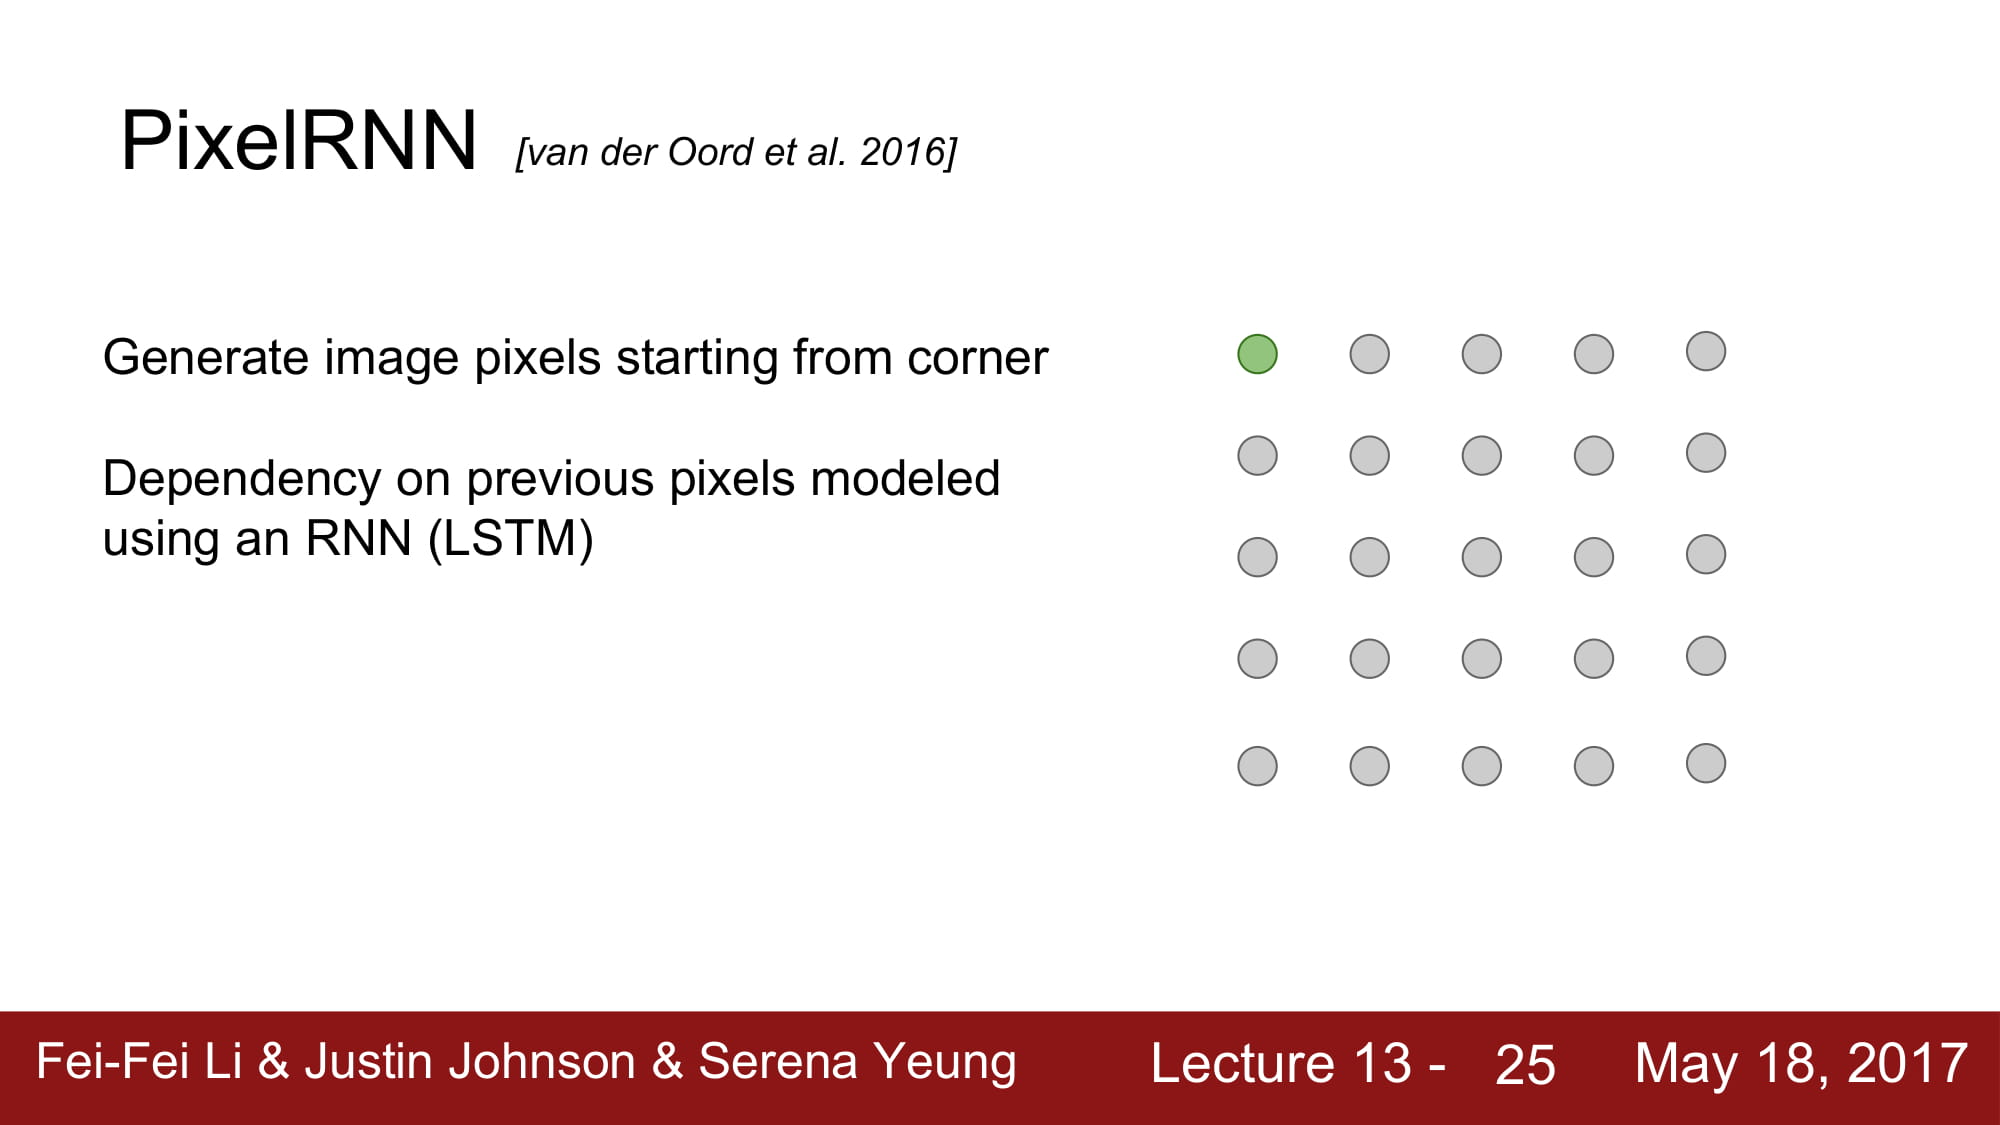 PixelRNN [van der Oord et al. 2016]
Generate image pixels starting from corner
Dependency on previous pixels modeled
using an RNN (LSTM)
Fei-Fei Li & Justin Johnson & Serena Yeung Lecture 13 - 25 May 18, 2017